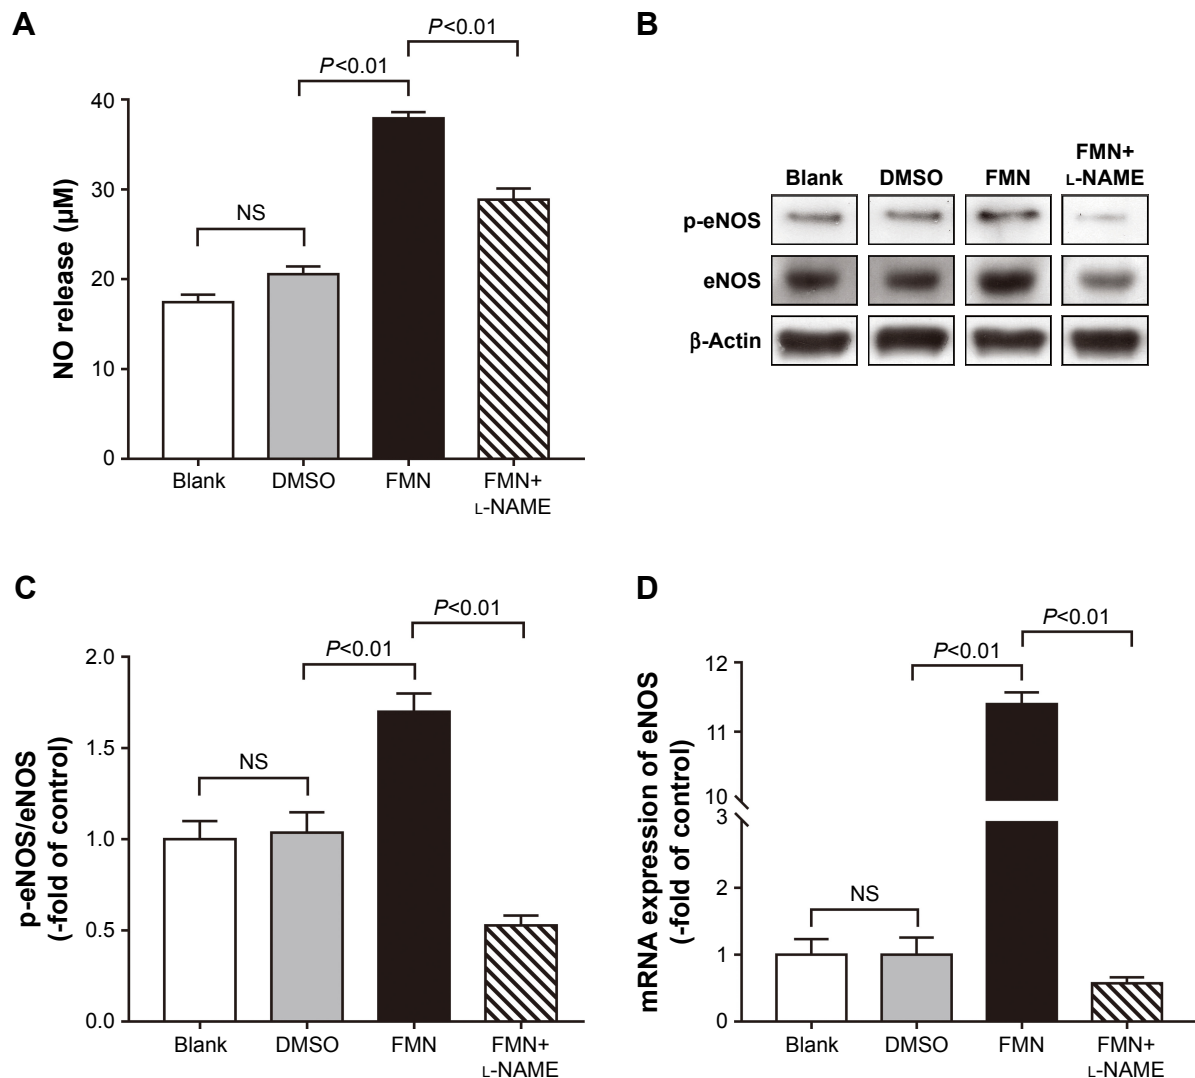 A
P<0.01
P<0.01
NS
NO release (µM)
40
30
20
10
0
Blank
DMSO
FMN
FMN+
L-NAME
B
Blank
DMSO
FMN
FMN+
L-NAME
p-eNOS
eNOS
β-Actin
C
P<0.01
P<0.01
NS
p-eNOS/eNOS
(-fold of control)
2.0
1.5
1.0
0.5
0.0
Blank
DMSO
FMN
FMN+
L-NAME
D
P<0.01
P<0.01
NS
mRNA expression of eNOS
(-fold of control)
12
11
10
3
2
1
0
Blank
DMSO
FMN
FMN+
L-NAME